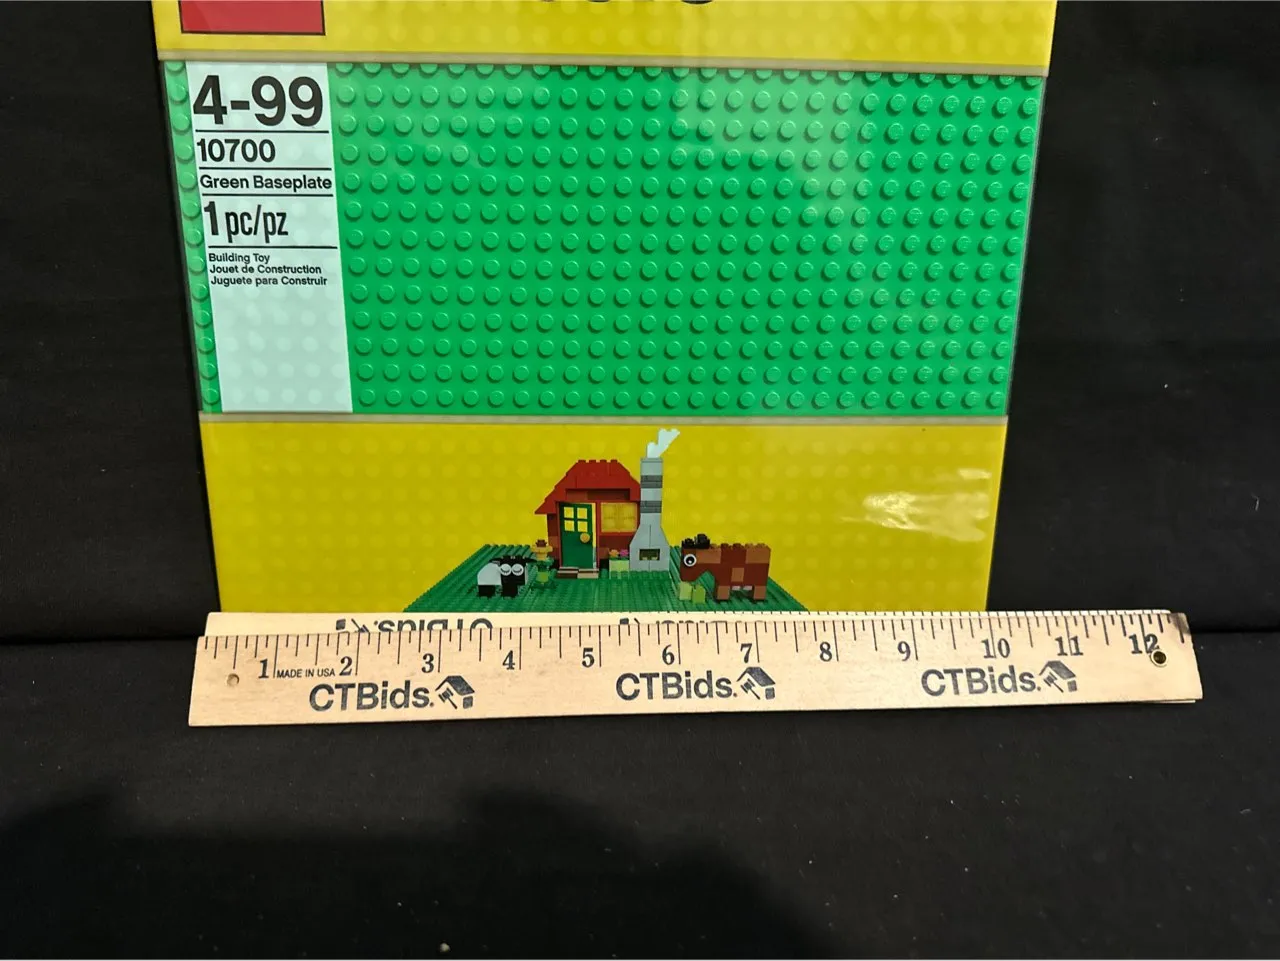 4-99
10700
Green Baseplate
1 pc/pz
Building Toy
Jouet de Construction
Juguete para Construir
1 2 3 4 5 6 7 8 9 10 11 12
MADE IN USA
CTBids. CTBids. CTBids.